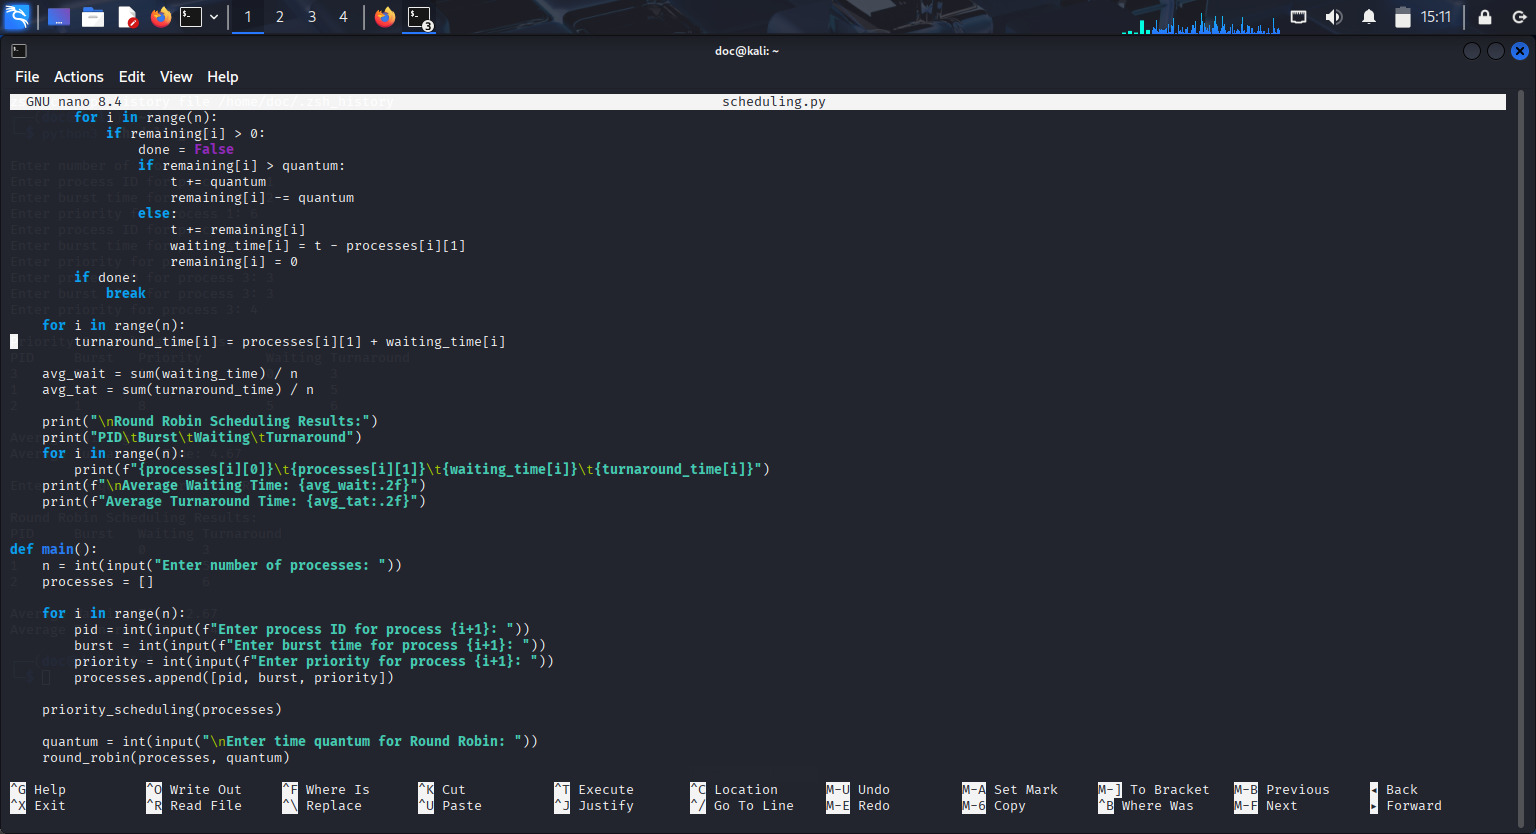 1 2 3 4 3 15:11
doc@kali: ~
File Actions Edit View Help
GNU nano 8.4 scheduling.py
for i in range(n):
if remaining[i] > 0:
done = False
if remaining[i] > quantum:
t += quantum
remaining[i] -= quantum
else:
t += remaining[i]
waiting_time[i] = t - processes[i][1]
remaining[i] = 0
if done:
break
for i in range(n):
turnaround_time[i] = processes[i][1] + waiting_time[i]
avg_wait = sum(waiting_time) / n
avg_tat = sum(turnaround_time) / n
print("\nRound Robin Scheduling Results:")
print("PID\tBurst\tWaiting\tTurnaround")
for i in range(n):
print(f"{processes[i][0]}\t{processes[i][1]}\t{waiting_time[i]}\t{turnaround_time[i]}")
print(f"\nAverage Waiting Time: {avg_wait:.2f}")
print(f"Average Turnaround Time: {avg_tat:.2f}")
def main():
n = int(input("Enter number of processes: "))
processes = []
for i in range(n):
pid = int(input(f"Enter process ID for process {i+1}: "))
burst = int(input(f"Enter burst time for process {i+1}: "))
priority = int(input(f"Enter priority for process {i+1}: "))
processes.append([pid, burst, priority])
priority_scheduling(processes)
quantum = int(input("\nEnter time quantum for Round Robin: "))
round_robin(processes, quantum)
^G Help ^O Write Out ^F Where Is ^K Cut ^T Execute ^C Location M-U Undo M-A Set Mark M-] To Bracket M-B Previous ◂ Back
^X Exit ^R Read File ^\ Replace ^U Paste ^J Justify ^/ Go To Line M-E Redo M-6 Copy ^B Where Was M-F Next ▸ Forward